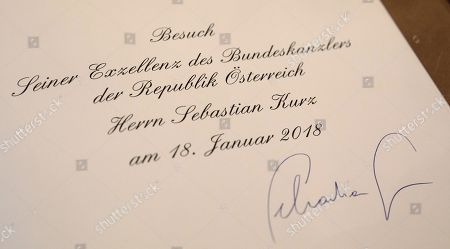 Besuch
Seiner Exzellenz des Bundeskanzlers
der Republik Österreich
Herrn Sebastian Kurz
am 18. Januar 2018